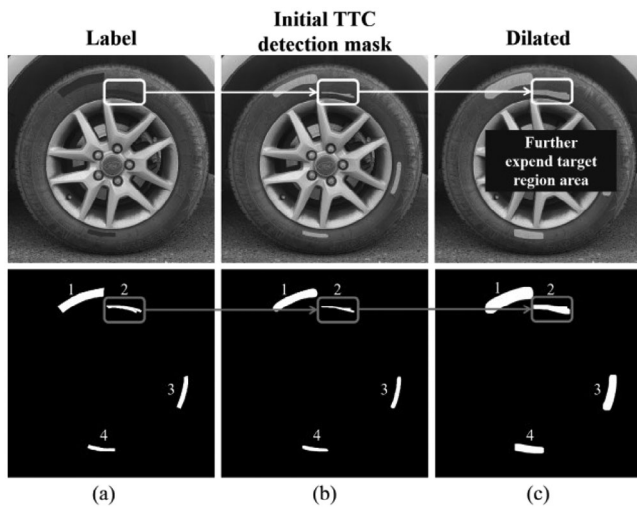 Label
Initial TTC
detection mask
Dilated
Further
expend target
region area
1 2
3
4
1 2
3
4
1 2
3
4
(a) (b) (c)